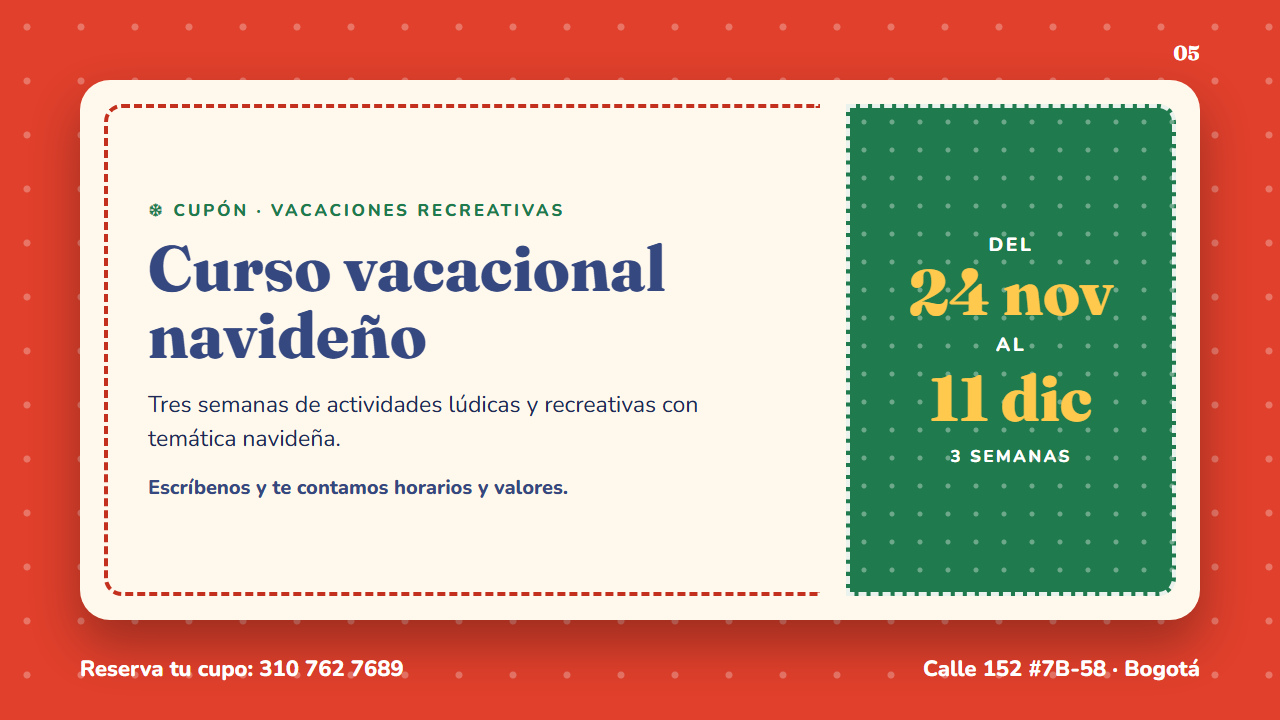 05
❄ CUPÓN · VACACIONES RECREATIVAS
Curso vacacional
navideño
Tres semanas de actividades lúdicas y recreativas con
temática navideña.
Escríbenos y te contamos horarios y valores.
DEL
24 nov
AL
11 dic
3 SEMANAS
Reserva tu cupo: 310 762 7689
Calle 152 #7B-58 · Bogotá